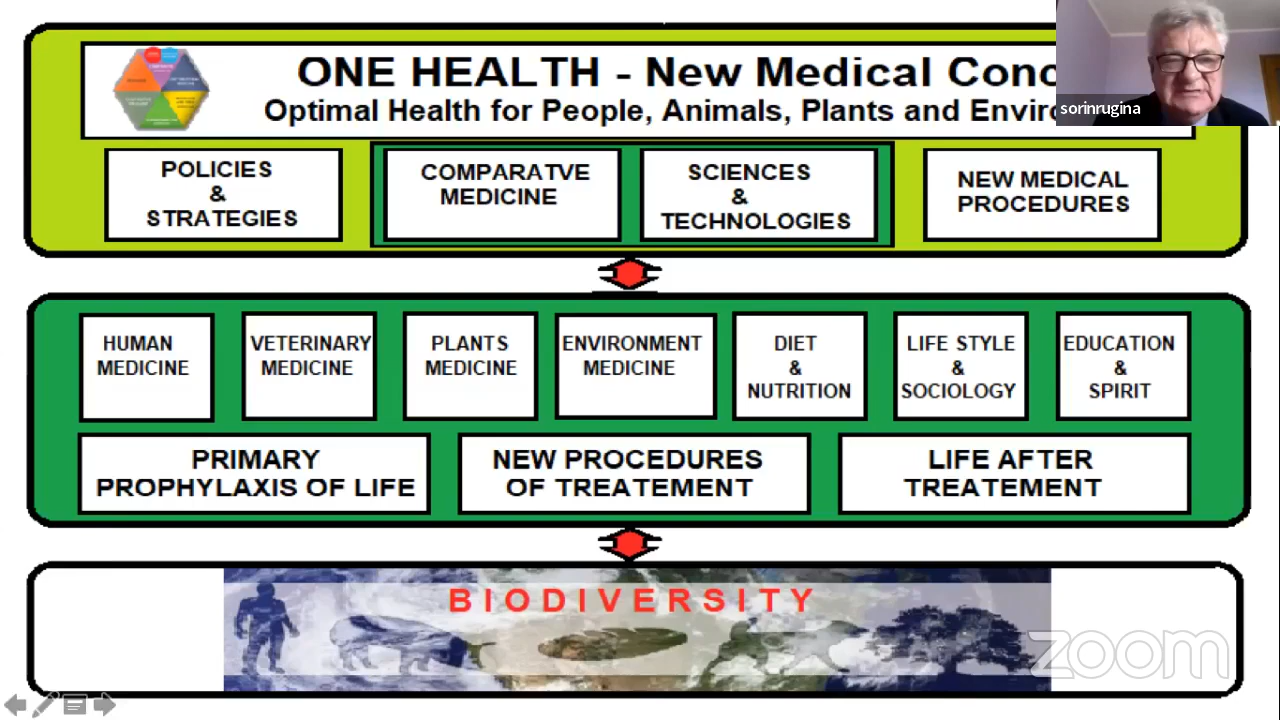 ONE HEALTH - New Medical Conc
Optimal Health for People, Animals, Plants and Enviro
sorinrugina
POLICIES
&
STRATEGIES
COMPARATVE
MEDICINE
SCIENCES
&
TECHNOLOGIES
NEW MEDICAL
PROCEDURES
HUMAN
MEDICINE
VETERINARY
MEDICINE
PLANTS
MEDICINE
ENVIRONMENT
MEDICINE
DIET
&
NUTRITION
LIFE STYLE
&
SOCIOLOGY
EDUCATION
&
SPIRIT
PRIMARY
PROPHYLAXIS OF LIFE
NEW PROCEDURES
OF TREATEMENT
LIFE AFTER
TREATEMENT
BIODIVERSITY
zoom